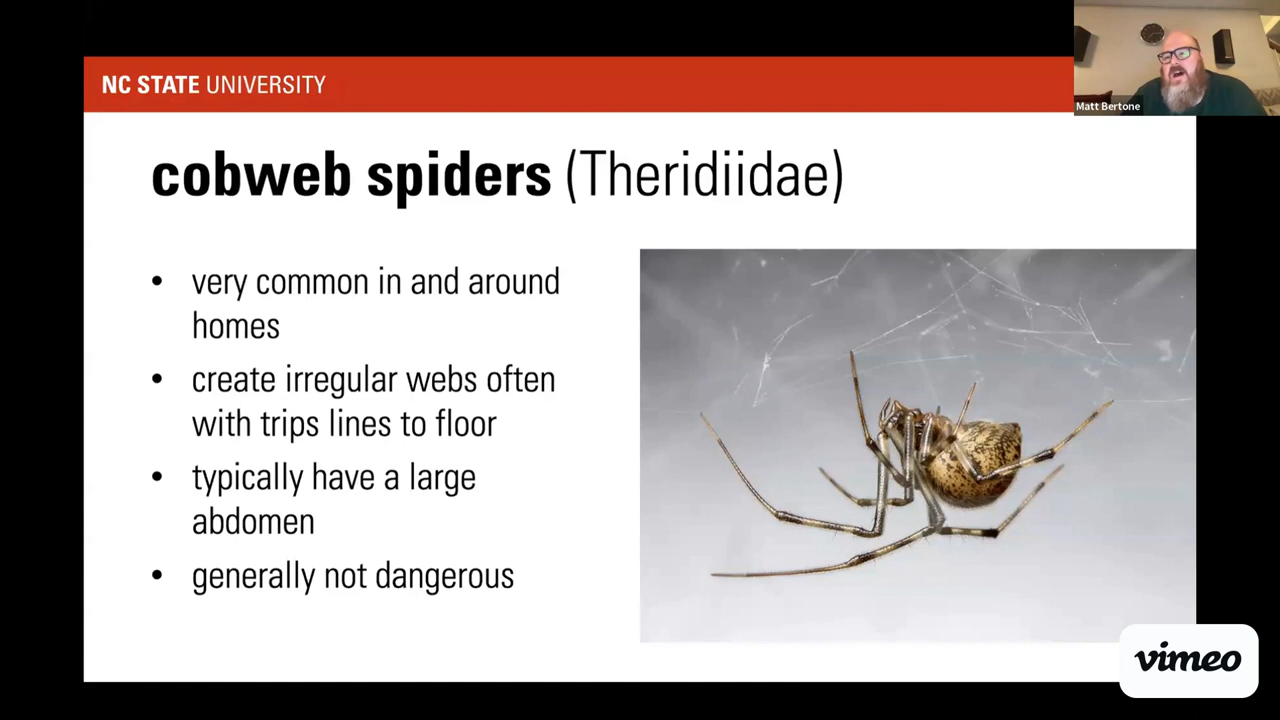 NC STATE UNIVERSITY
Matt Bertone
cobweb spiders (Theridiidae)
• very common in and around
homes
• create irregular webs often
with trips lines to floor
• typically have a large
abdomen
• generally not dangerous
vimeo